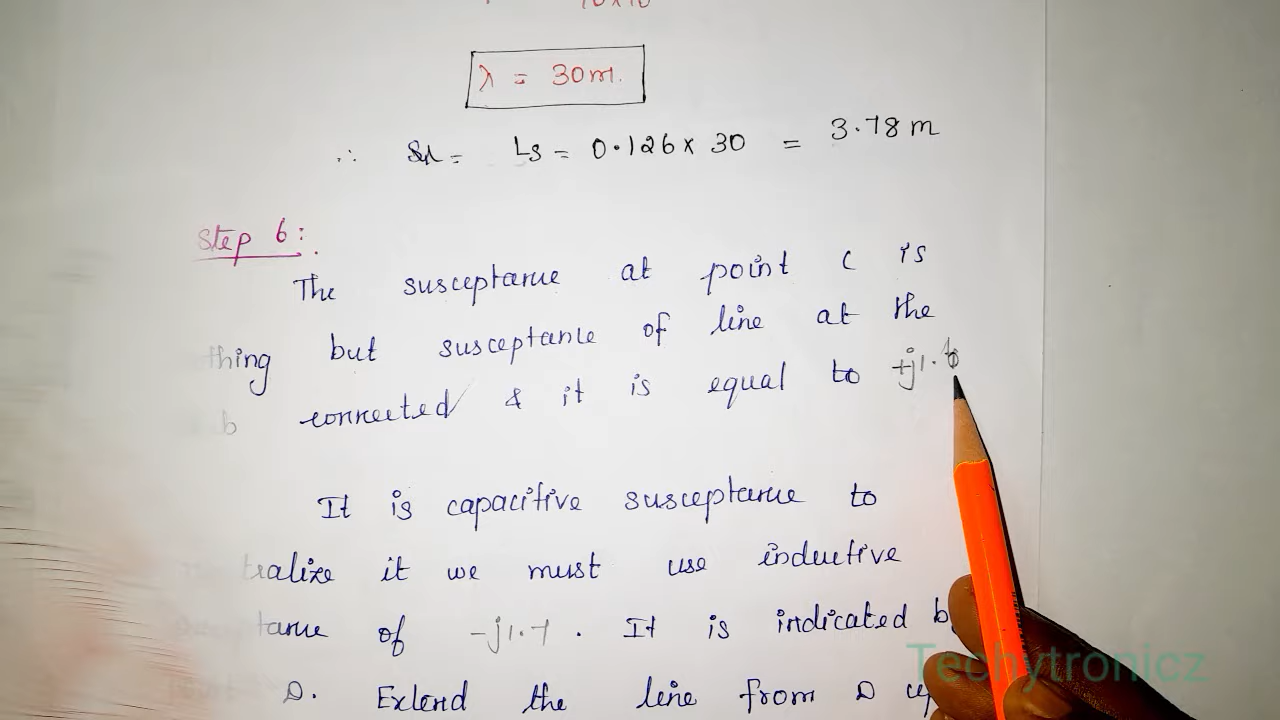 λ = 30m.
∴ Ls = 0.126 x 30 = 3.78 m
Step 6:
The susceptance at point C is
thing but susceptance of line at the
b connected & it is equal to +j1.
It is capacitive susceptance to
tralize it we must use inductive
tance of -j1.7 . It is indicated b
D. Extend the line from D up
Techytronicz